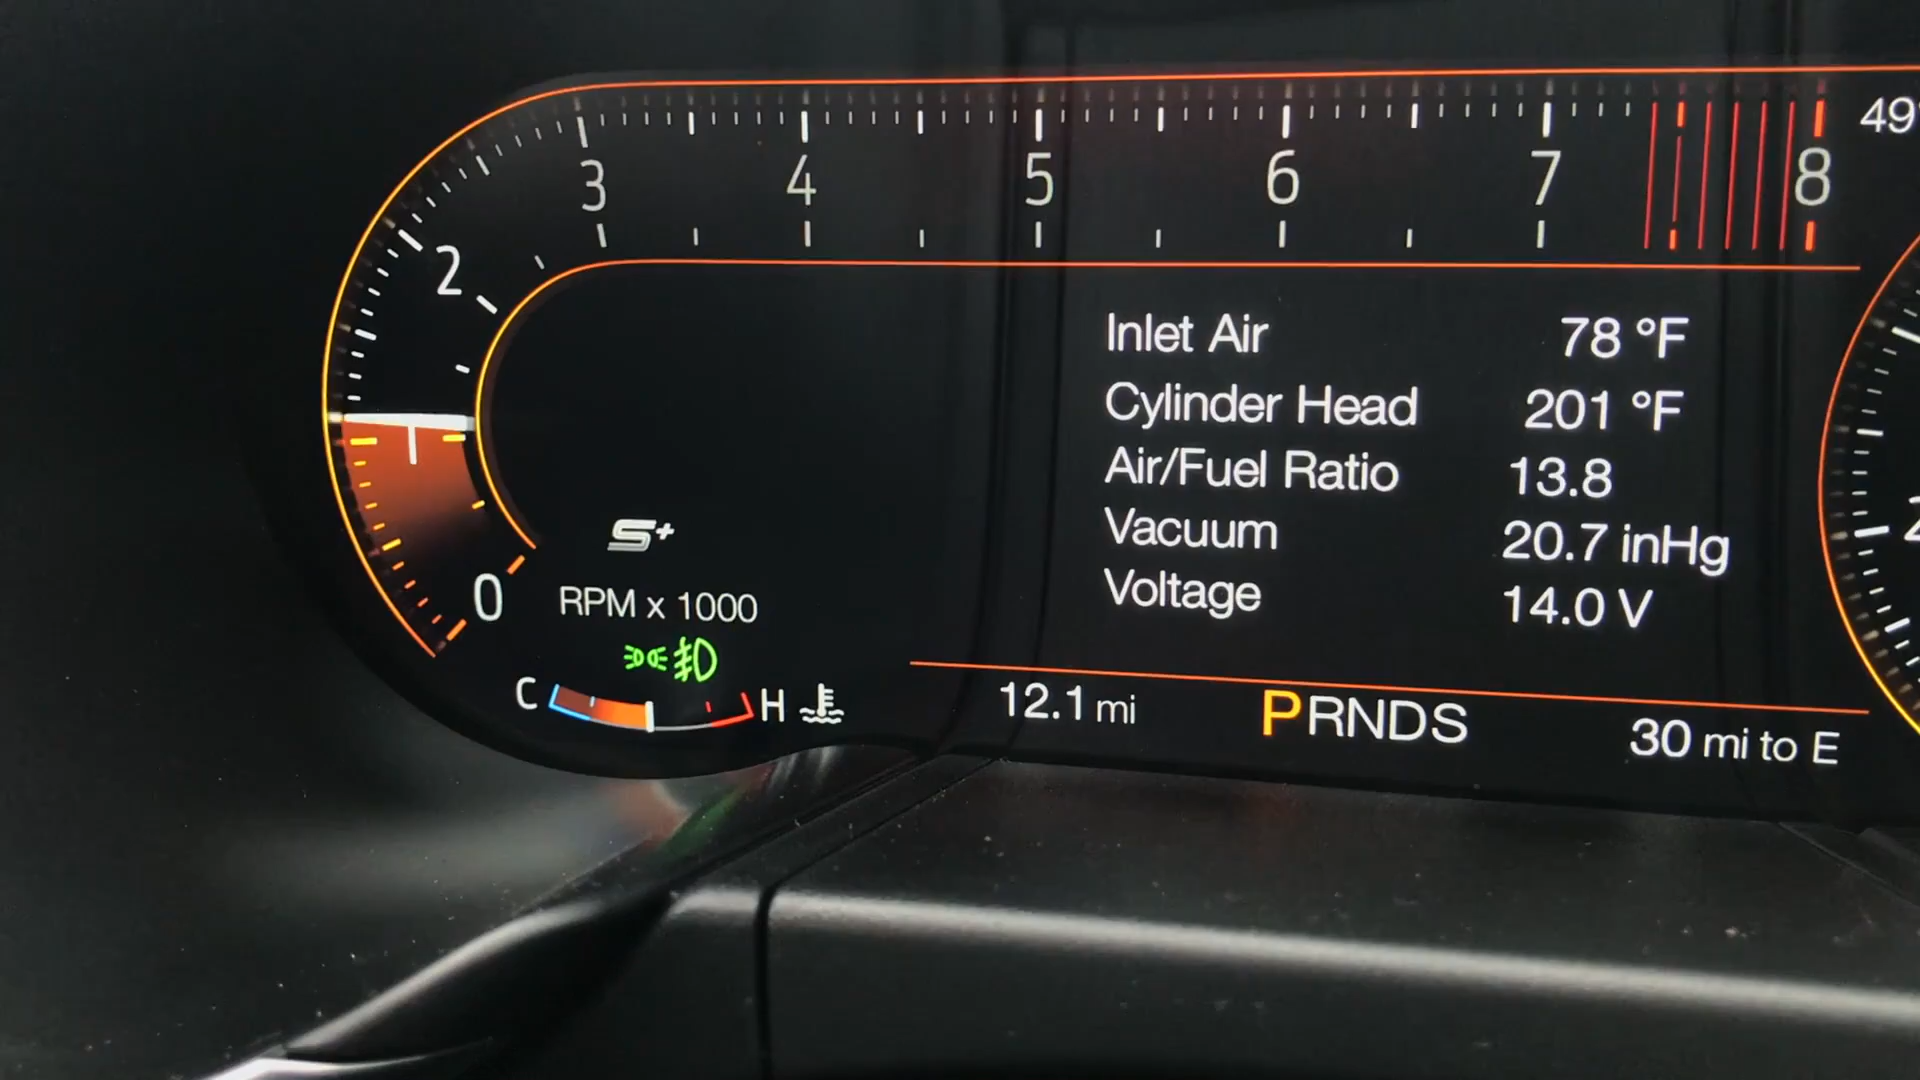 3 4 5 6 7 8
49°
2
0
S+
RPM x 1000
C H
Inlet Air 78 °F
Cylinder Head 201 °F
Air/Fuel Ratio 13.8
Vacuum 20.7 inHg
Voltage 14.0 V
12.1 mi PRNDS 30 mi to E
2